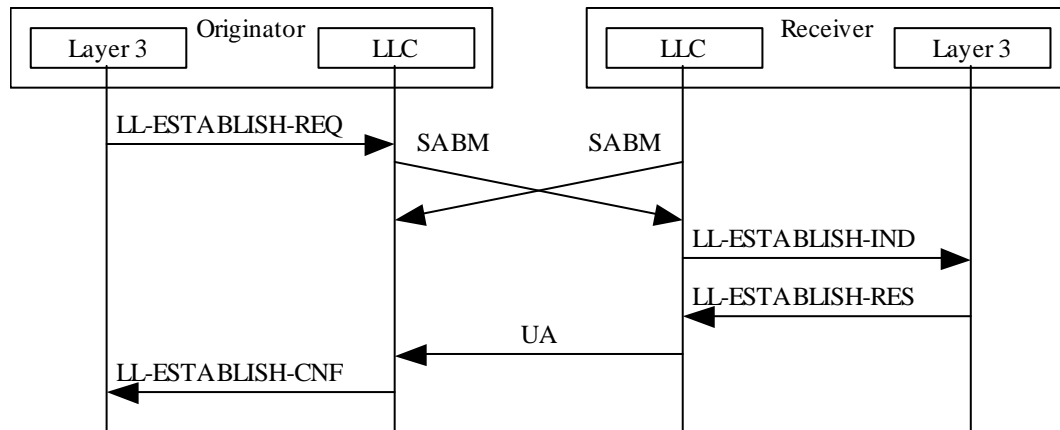 Originator
Receiver
Layer 3
LLC
LLC
Layer 3
LL-ESTABLISH-REQ
SABM
SABM
LL-ESTABLISH-IND
LL-ESTABLISH-RES
UA
LL-ESTABLISH-CNF